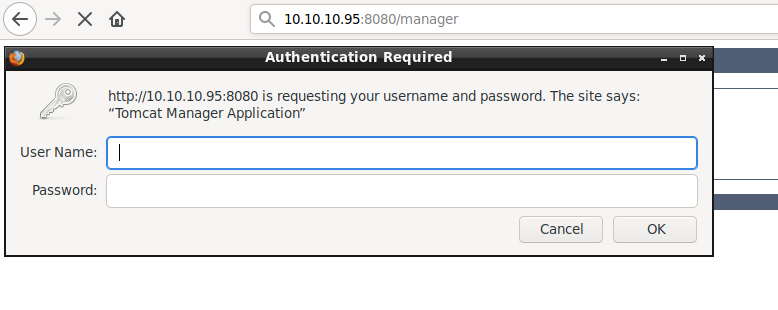 10.10.10.95:8080/manager
Authentication Required
http://10.10.10.95:8080 is requesting your username and password. The site says:
“Tomcat Manager Application”
User Name:
Password:
Cancel OK